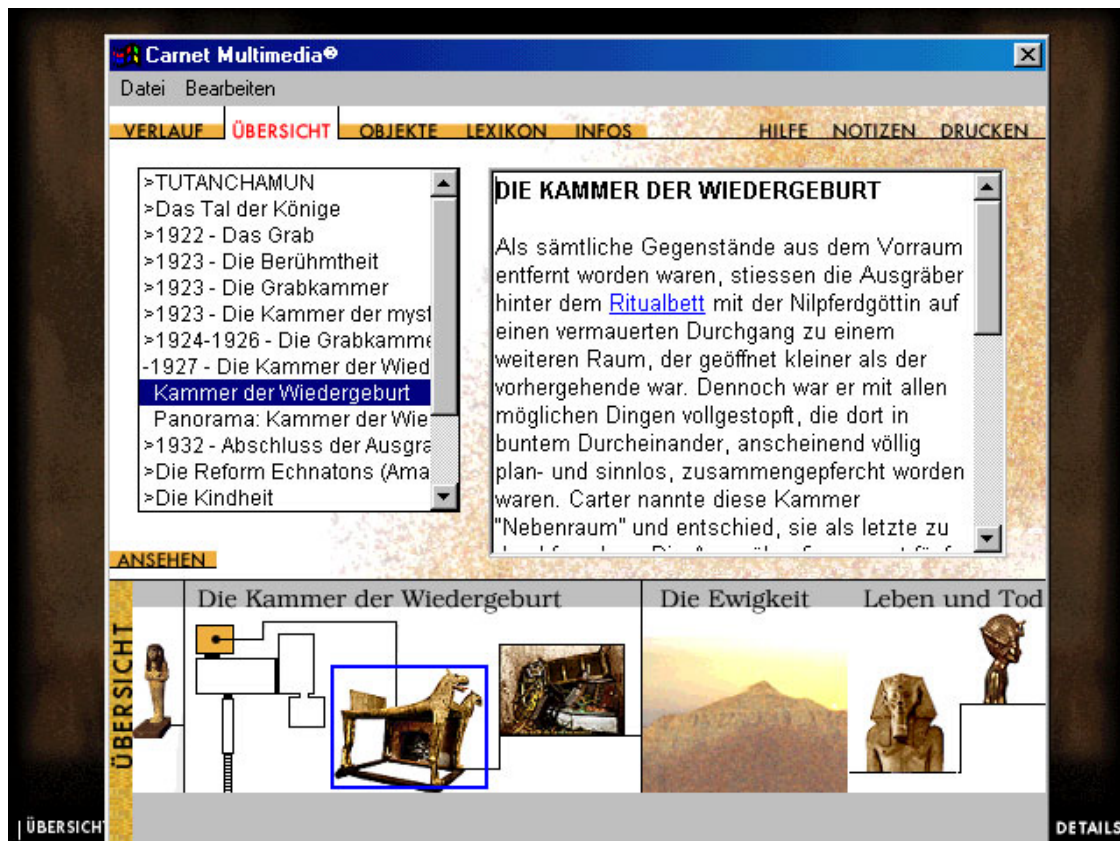 Carnet Multimedia®
Datei Bearbeiten
VERLAUF ÜBERSICHT OBJEKTE LEXIKON INFOS HILFE NOTIZEN DRUCKEN
>TUTANCHAMUN
>Das Tal der Könige
>1922 - Das Grab
>1923 - Die Berühmtheit
>1923 - Die Grabkammer
>1923 - Die Kammer der myst
>1924-1926 - Die Grabkamme
-1927 - Die Kammer der Wied
Kammer der Wiedergeburt
Panorama: Kammer der Wie
>1932 - Abschluss der Ausgra
>Die Reform Echnatons (Ama
>Die Kindheit
DIE KAMMER DER WIEDERGEBURT
Als sämtliche Gegenstände aus dem Vorraum
entfernt worden waren, stiessen die Ausgräber
hinter dem Ritualbett mit der Nilpferdgöttin auf
einen vermauerten Durchgang zu einem
weiteren Raum, der geöffnet kleiner als der
vorhergehende war. Dennoch war er mit allen
möglichen Dingen vollgestopft, die dort in
buntem Durcheinander, anscheinend völlig
plan- und sinnlos, zusammengepfercht worden
waren. Carter nannte diese Kammer
"Nebenraum" und entschied, sie als letzte zu
ANSEHEN
ÜBERSICHT
Die Kammer der Wiedergeburt
Die Ewigkeit
Leben und Tod
ÜBERSICH
DETAILS